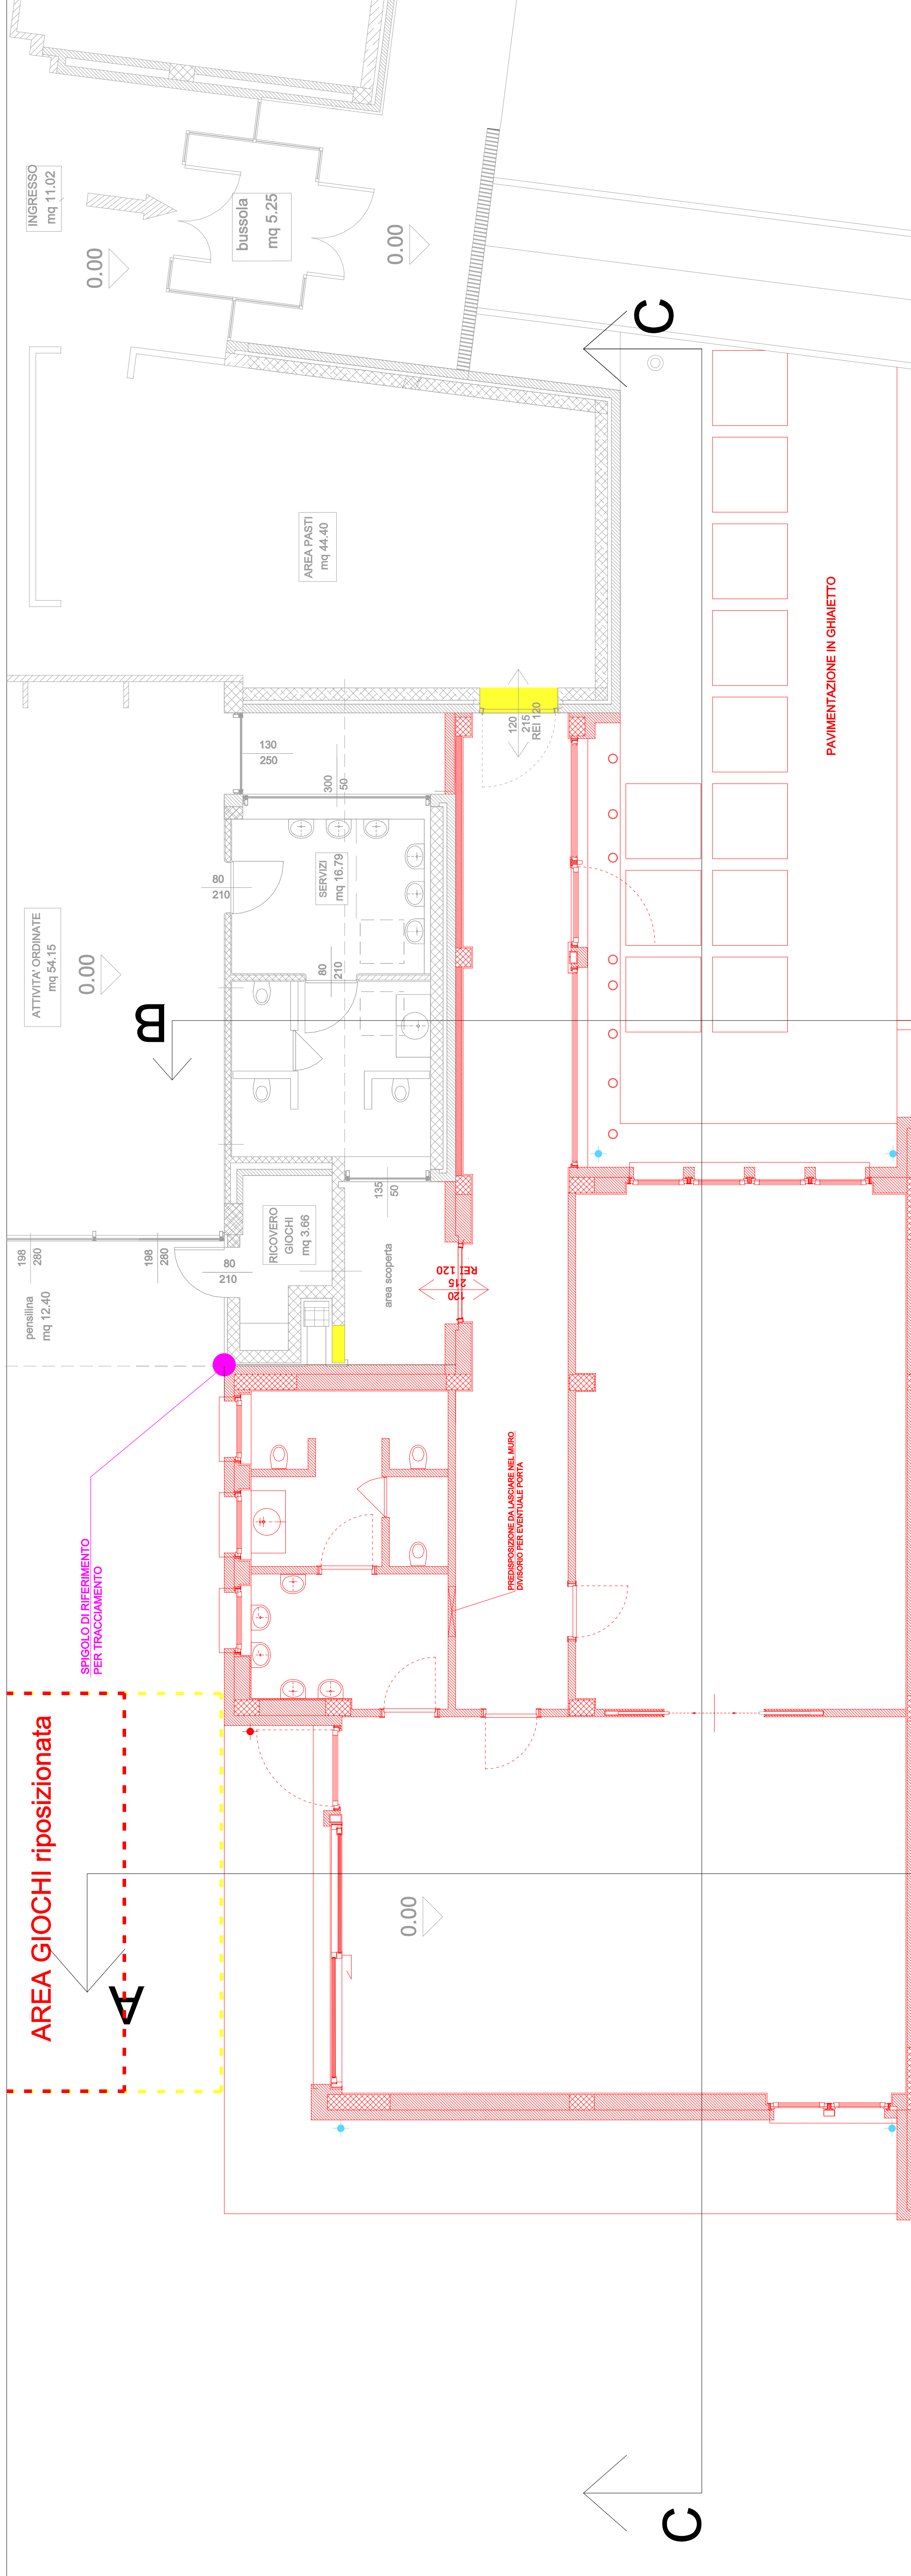 INGRESSO
mq 11.02
0.00
bussola
mq 5.25
0.00
C
AREA PASTI
mq 44.40
PAVIMENTAZIONE IN GHIAIETTO
120
215
REI 120
130
250
300
50
80
210
SERVIZI
mq 16.79
80
210
ATTIVITA' ORDINATE
mq 54.15
0.00
B
135
50
RICOVERO
GIOCHI
mq 3.66
80
210
198
280
198
280
pensilina
mq 12.40
area scoperta
120
215
REI 120
SPIGOLO DI RIFERIMENTO
PER TRACCIAMENTO
PREDISPOSIZIONE DA LASCIARE NEL MURO
DIVISORIO PER EVENTUALE PORTA
AREA GIOCHI riposizionata
A
0.00
C